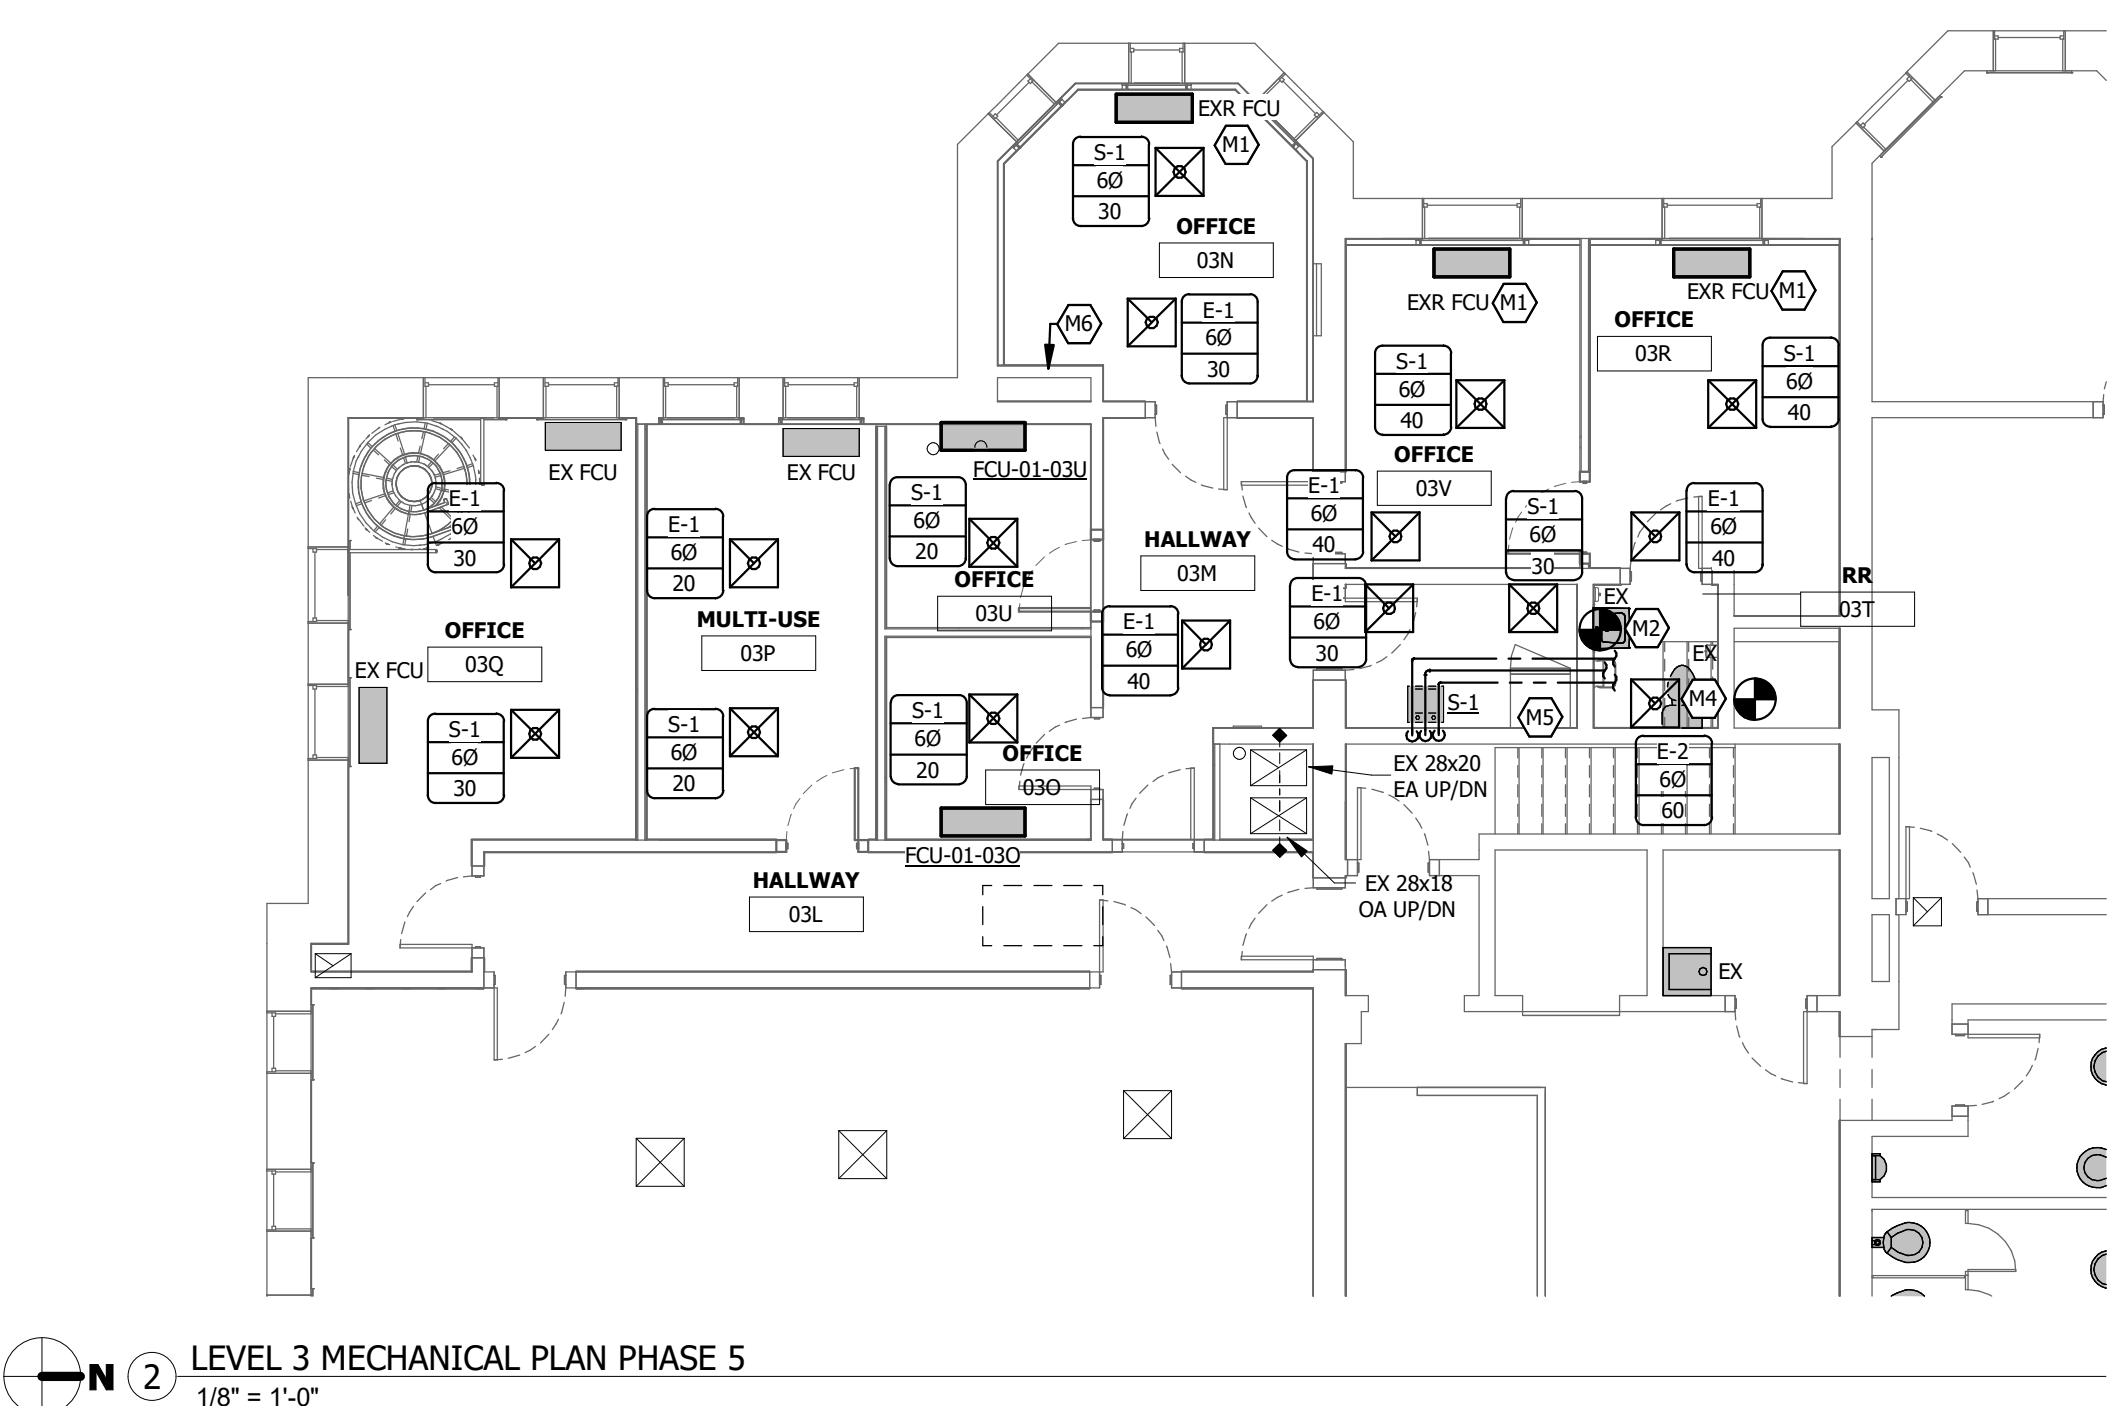 EXR FCU
M1
S-1
6Ø
30
OFFICE
03N
E-1
6Ø
30
M6
EXR FCU
M1
S-1
6Ø
40
OFFICE
03V
EXR FCU
M1
OFFICE
03R
S-1
6Ø
40
EX FCU
E-1
6Ø
30
OFFICE
03Q
EX FCU
S-1
6Ø
30
EX FCU
E-1
6Ø
20
MULTI-USE
03P
S-1
6Ø
20
FCU-01-03U
S-1
6Ø
20
OFFICE
03U
S-1
6Ø
20
OFFICE
03O
FCU-01-03O
HALLWAY
03M
E-1
6Ø
40
E-1
6Ø
40
E-1
6Ø
30
S-1
6Ø
30
E-1
6Ø
40
RR
03T
EX
M2
EX
M4
S-1
M5
E-2
6Ø
60
EX 28x20
EA UP/DN
EX 28x18
OA UP/DN
HALLWAY
03L
EX
N
2
LEVEL 3 MECHANICAL PLAN PHASE 5
1/8" = 1'-0"